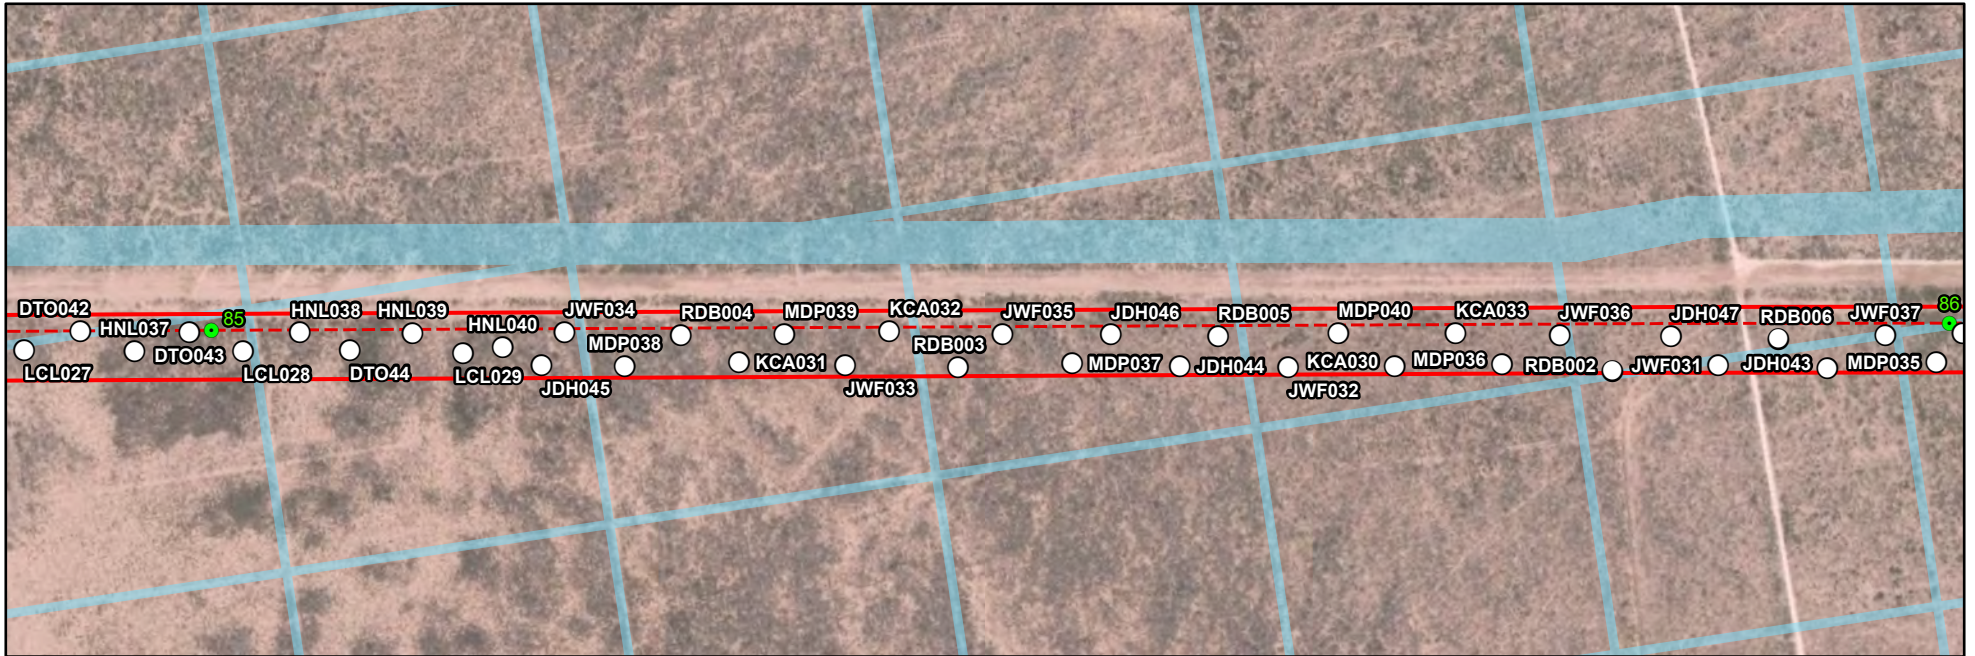 DTO042
HNL037
85
DTO043
LCL027
LCL028
HNL038
HNL039
DTO44
HNL040
LCL029
JDH045
JWF034
MDP038
RDB004
MDP039
KCA031
JWF033
KCA032
RDB003
JWF035
JDH046
MDP037
JDH044
RDB005
JWF032
MDP040
KCA030
KCA033
MDP036
JWF036
RDB002
JDH047
JWF031
RDB006
JDH043
JWF037
MDP035
86